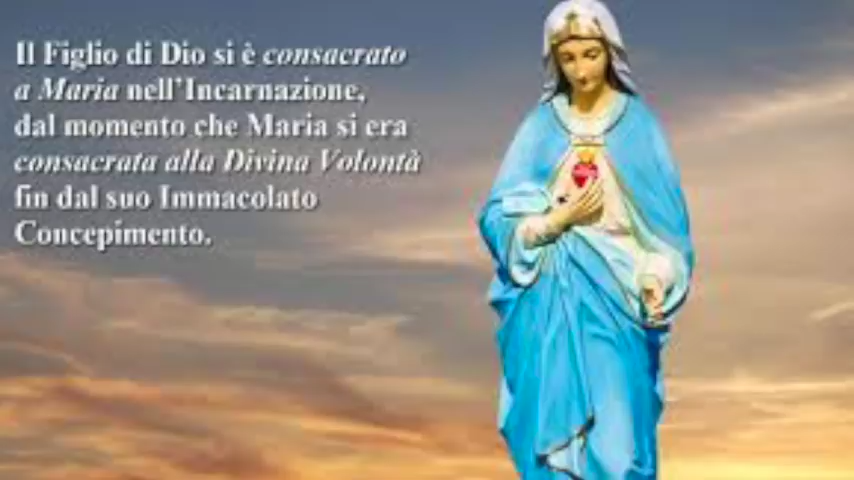 Il Figlio di Dio si è consacrato
a Maria nell'Incarnazione,
dal momento che Maria si era
consacrata alla Divina Volontà
fin dal suo Immacolato
Concepimento.